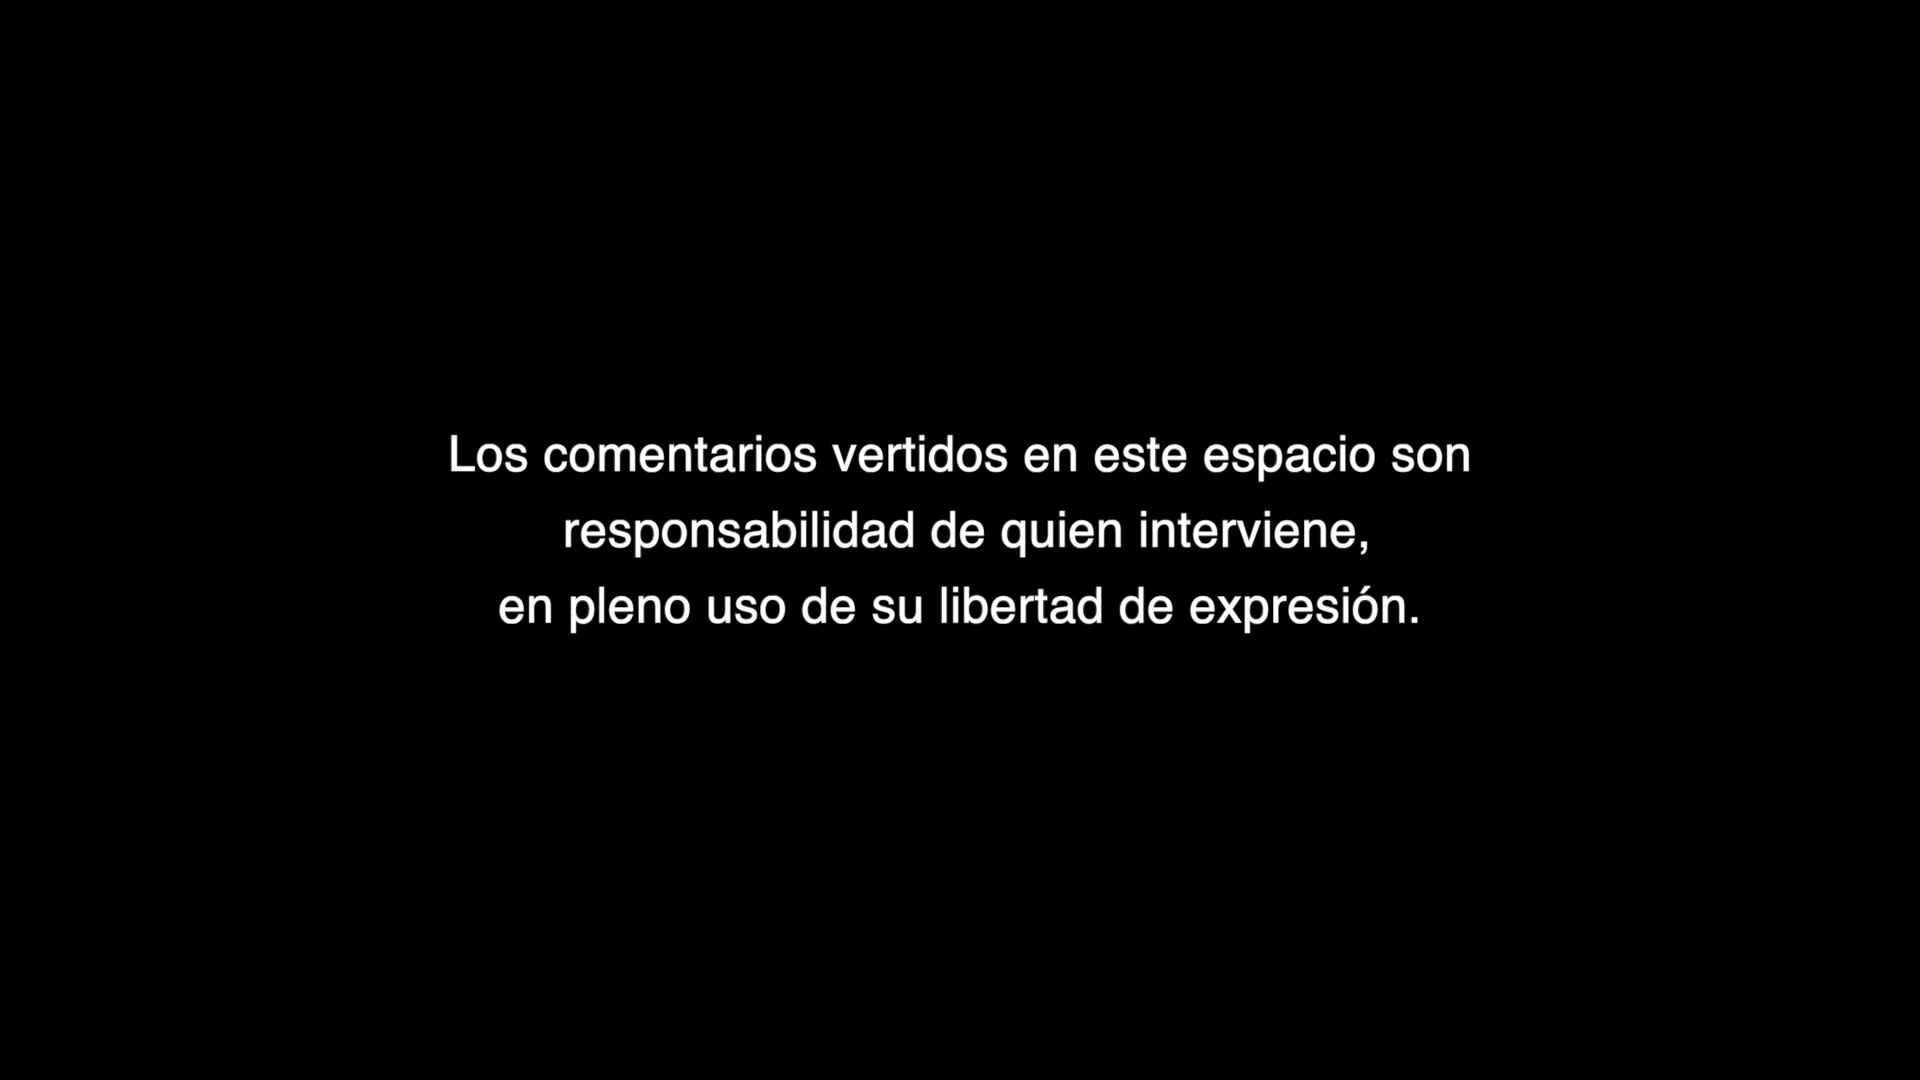 Los comentarios vertidos en este espacio son
responsabilidad de quien interviene,
en pleno uso de su libertad de expresión.